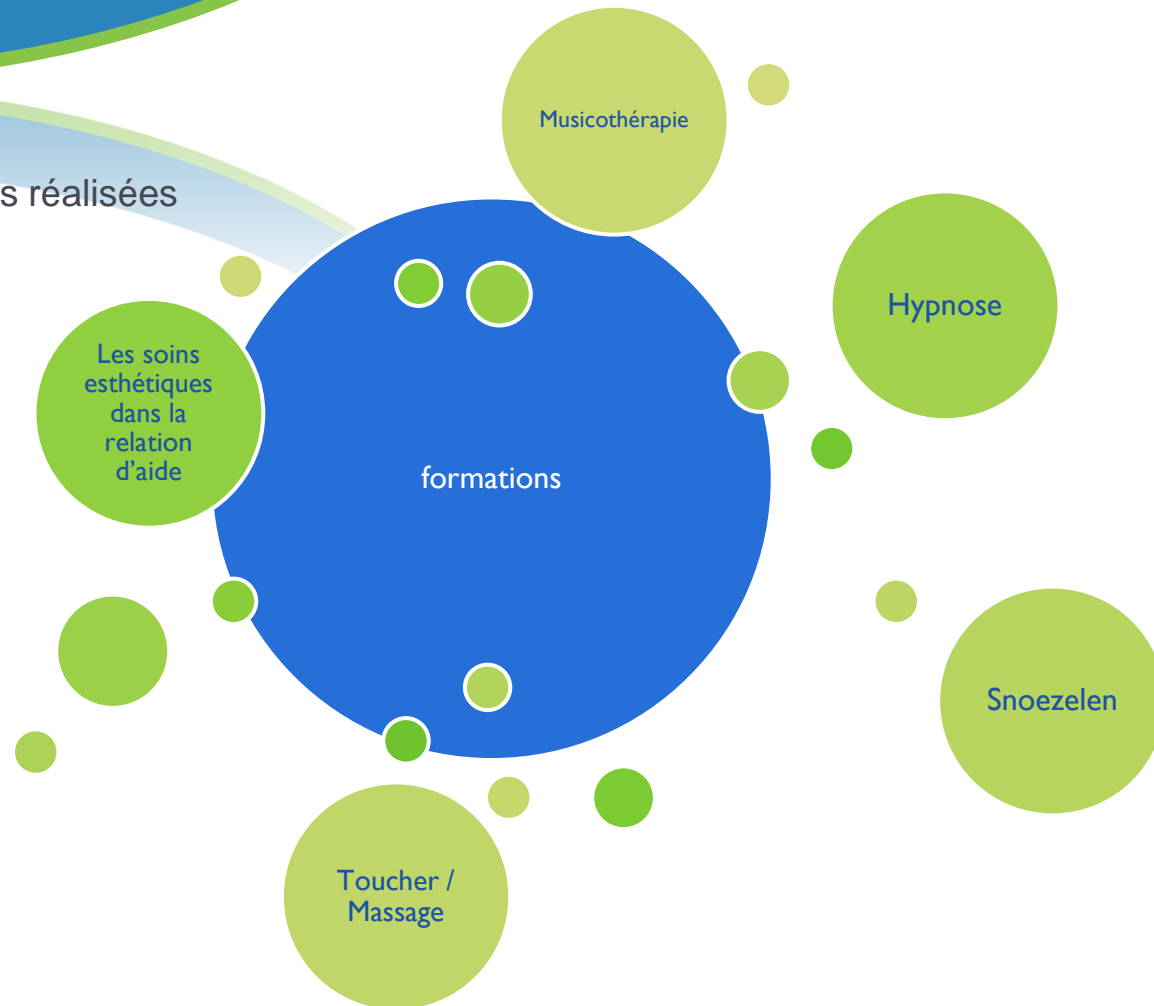 Musicothérapie
s réalisées
Hypnose
Les soins
esthétiques
dans la
relation
d’aide
formations
Snoezelen
Toucher /
Massage